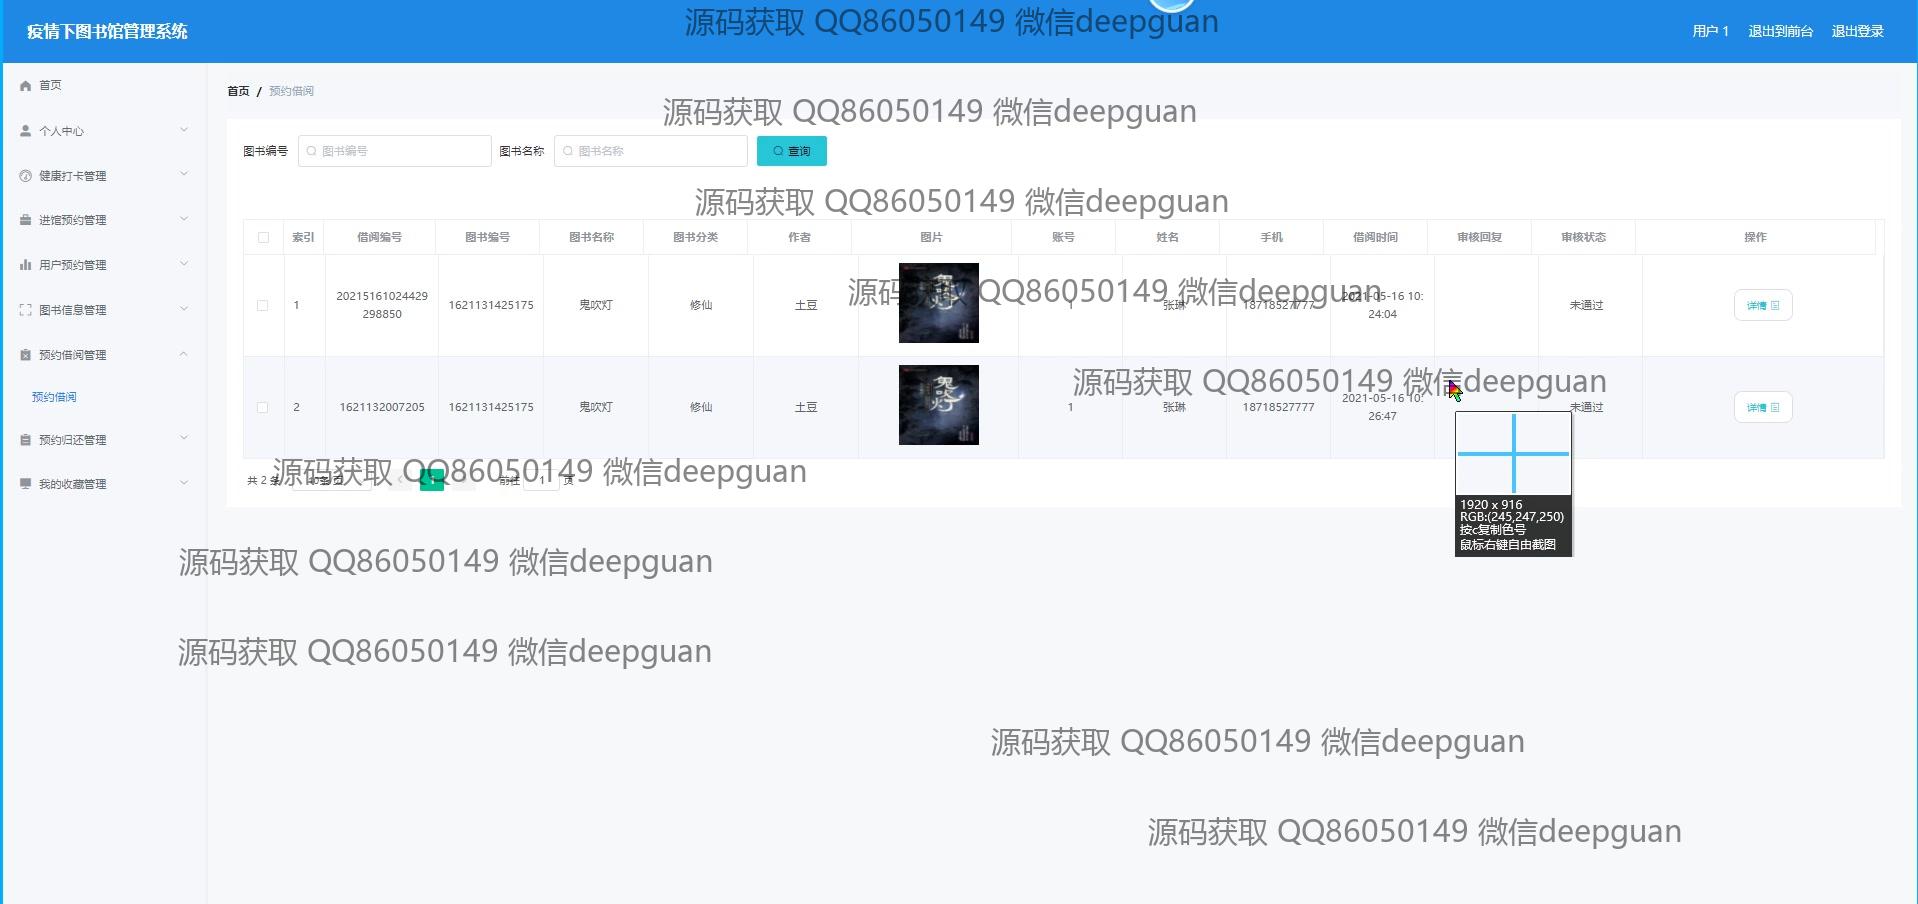 源码获取 QQ86050149 微信deepguan
疫情下图书馆管理系统
用户 1 退出到前台 退出登录
首页
个人中心
健康打卡管理
进馆预约管理
用户预约管理
图书信息管理
预约借阅管理
预约借阅
预约归还管理
我的收藏管理
首页 / 预约借阅
源码获取 QQ86050149 微信deepguan
图书编号 图书编号 图书名称 图书名称 查询
源码获取 QQ86050149 微信deepguan
索引 借阅编号 图书编号 图书名称 图书分类 作者 图片 账号 姓名 手机 借阅时间 审核回复 审核状态 操作
源码获取 QQ86050149 微信deepguan
1 20215161024429298850 1621131425175 鬼吹灯 修仙 土豆 鬼吹灯 1 张琳 18718527777 2021-05-16 10:24:04 未通过 详情
源码获取 QQ86050149 微信deepguan
2 1621132007205 1621131425175 鬼吹灯 修仙 土豆 鬼吹灯 1 张琳 18718527777 2021-05-16 10:26:47 未通过 详情
源码获取 QQ86050149 微信deepguan
共 2 条 10条/页 1 前往 1 页
1920 x 916
RGB:(245,247,250)
按c复制色号
鼠标右键自由截图
源码获取 QQ86050149 微信deepguan
源码获取 QQ86050149 微信deepguan
源码获取 QQ86050149 微信deepguan
源码获取 QQ86050149 微信deepguan